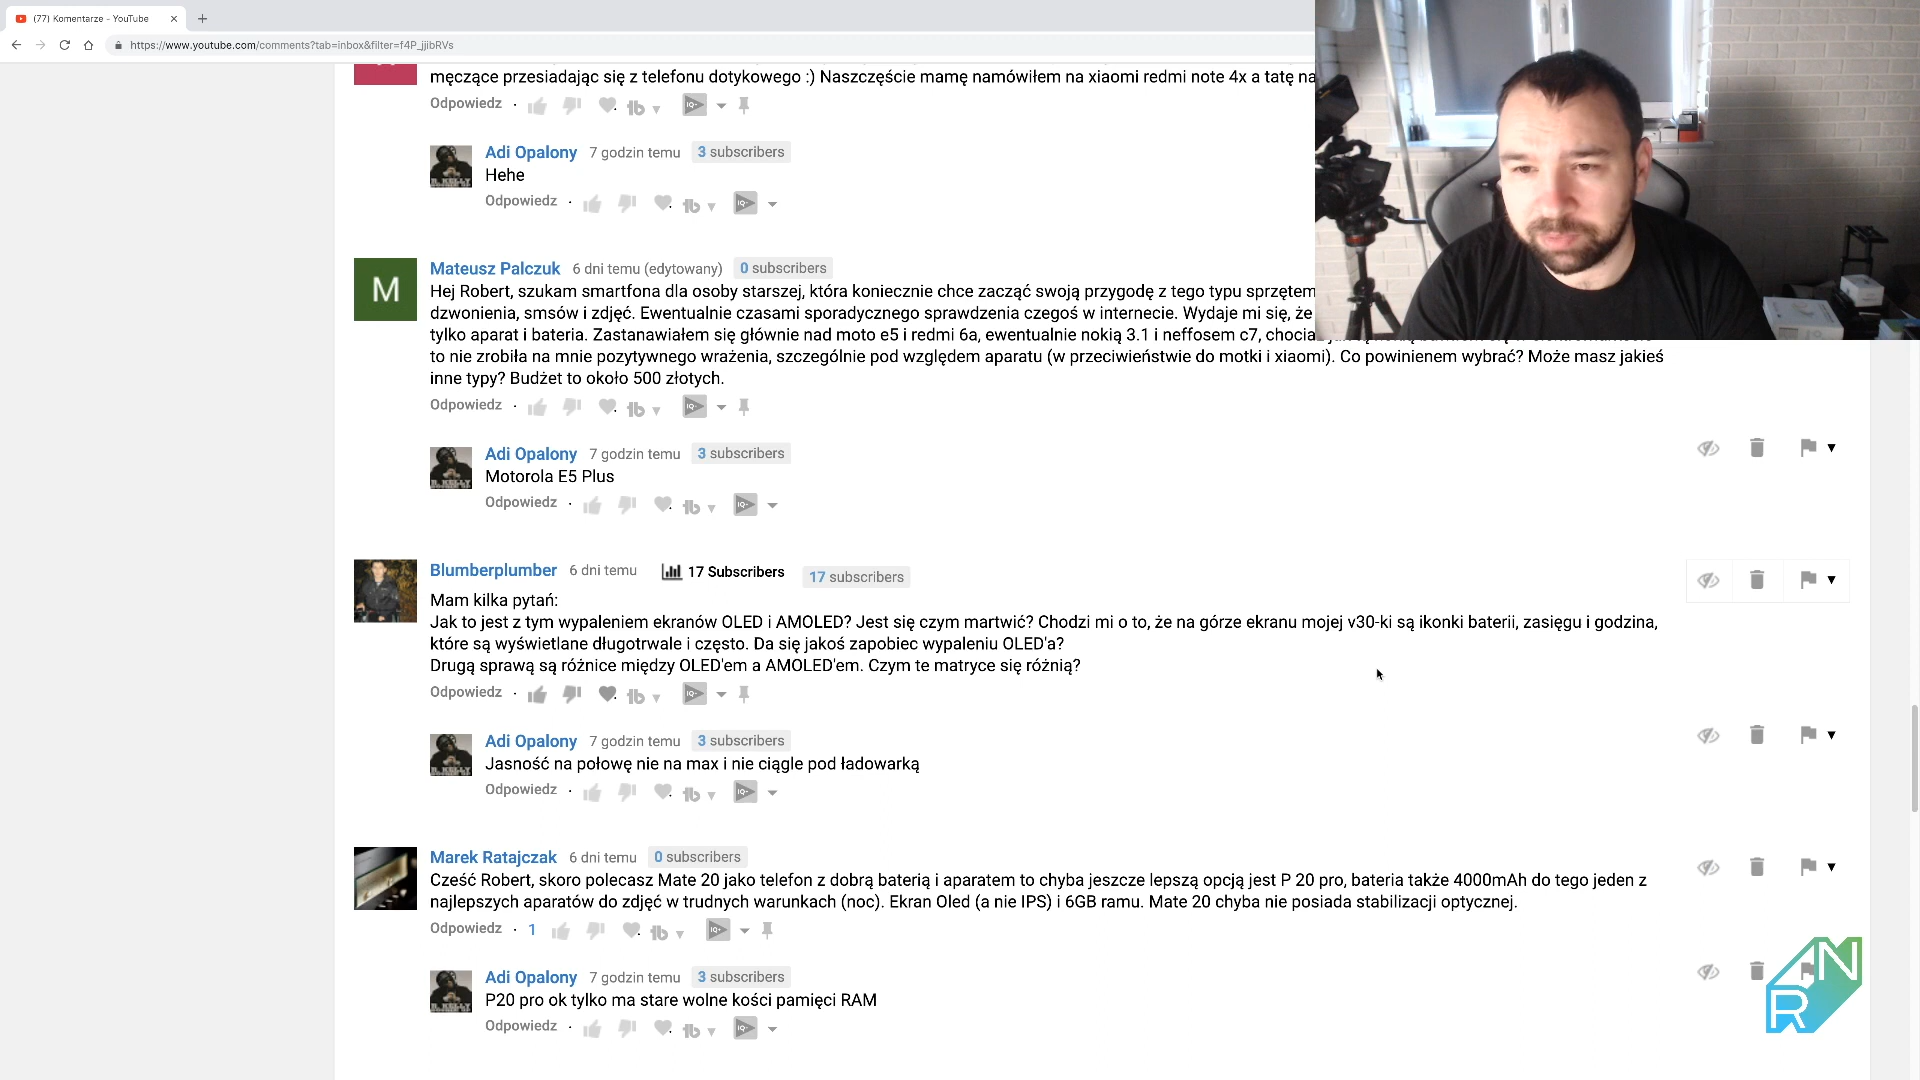 (77) Komentarze - YouTube
https://www.youtube.com/comments?tab=inbox&filter=f4P_jjibRVs
męczące przesiadając się z telefonu dotykowego :) Naszczęście mamę namówiłem na xiaomi redmi note 4x a tatę na
Odpowiedz
Adi Opalony 7 godzin temu 3 subscribers
Hehe
Odpowiedz
M
Mateusz Palczuk 6 dni temu (edytowany) 0 subscribers
Hej Robert, szukam smartfona dla osoby starszej, która koniecznie chce zacząć swoją przygodę z tego typu sprzętem
dzwonienia, smsów i zdjęć. Ewentualnie czasami sporadycznego sprawdzenia czegoś w internecie. Wydaje mi się, że
tylko aparat i bateria. Zastanawiałem się głównie nad moto e5 i redmi 6a, ewentualnie nokią 3.1 i neffosem c7,
to nie zrobiła na mnie pozytywnego wrażenia, szczególnie pod względem aparatu (w przeciwieństwie do motki i xiaomi). Co powinienem wybrać? Może masz jakieś
inne typy? Budżet to około 500 złotych.
Odpowiedz
Adi Opalony 7 godzin temu 3 subscribers
Motorola E5 Plus
Odpowiedz
Blumberplumber 6 dni temu 17 Subscribers 17 subscribers
Mam kilka pytań:
Jak to jest z tym wypaleniem ekranów OLED i AMOLED? Jest się czym martwić? Chodzi mi o to, że na górze ekranu mojej v30-ki są ikonki baterii, zasięgu i godzina,
które są wyświetlane długotrwale i często. Da się jakoś zapobiec wypaleniu OLED'a?
Drugą sprawą są różnice między OLED'em a AMOLED'em. Czym te matryce się różnią?
Odpowiedz
Adi Opalony 7 godzin temu 3 subscribers
Jasność na połowę nie na max i nie ciągle pod ładowarką
Odpowiedz
Marek Ratajczak 6 dni temu 0 subscribers
Cześć Robert, skoro polecasz Mate 20 jako telefon z dobrą baterią i aparatem to chyba jeszcze lepszą opcją jest P 20 pro, bateria także 4000mAh do tego jeden z
najlepszych aparatów do zdjęć w trudnych warunkach (noc). Ekran Oled (a nie IPS) i 6GB ramu. Mate 20 chyba nie posiada stabilizacji optycznej.
Odpowiedz 1
Adi Opalony 7 godzin temu 3 subscribers
P20 pro ok tylko ma stare wolne kości pamięci RAM
Odpowiedz
RN